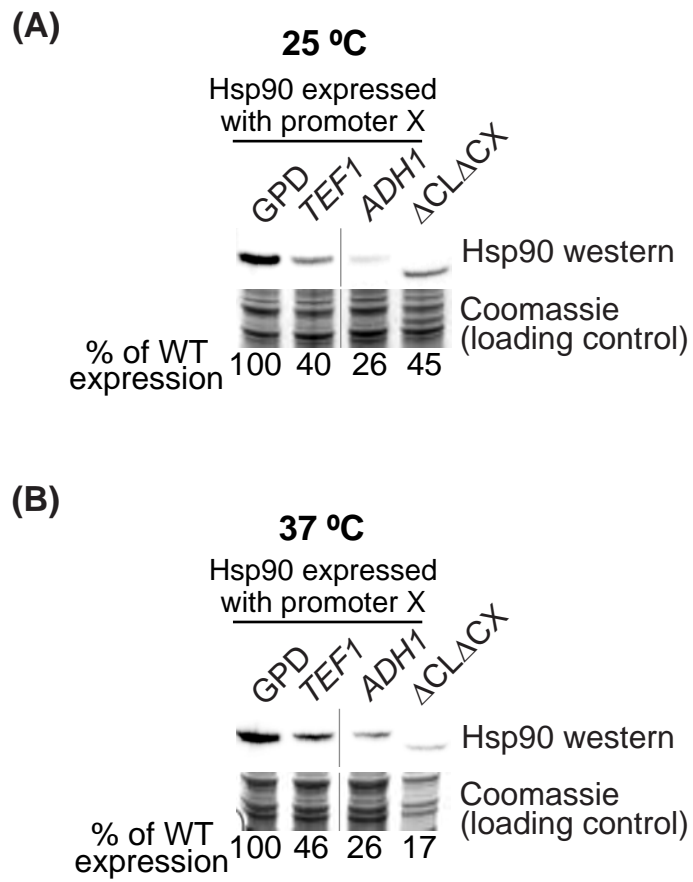 (A)
25 ºC
Hsp90 expressed
with promoter X
GPD
TEF1
ADH1
ΔCLΔCX
Hsp90 western
Coomassie
(loading control)
% of WT
expression
100 40 26 45
(B)
37 ºC
Hsp90 expressed
with promoter X
GPD
TEF1
ADH1
ΔCLΔCX
Hsp90 western
Coomassie
(loading control)
% of WT
expression
100 46 26 17